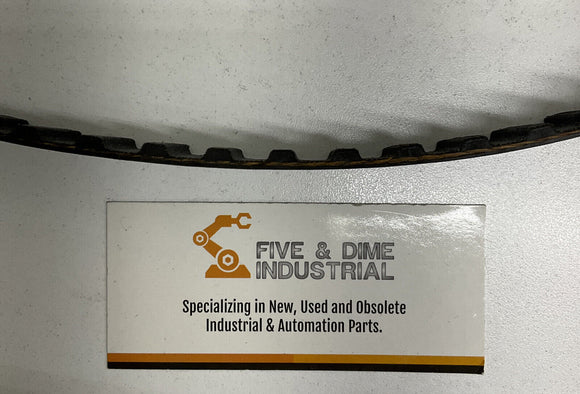 FIVE & DIME
INDUSTRIAL
Specializing in New, Used and Obsolete
Industrial & Automation Parts.